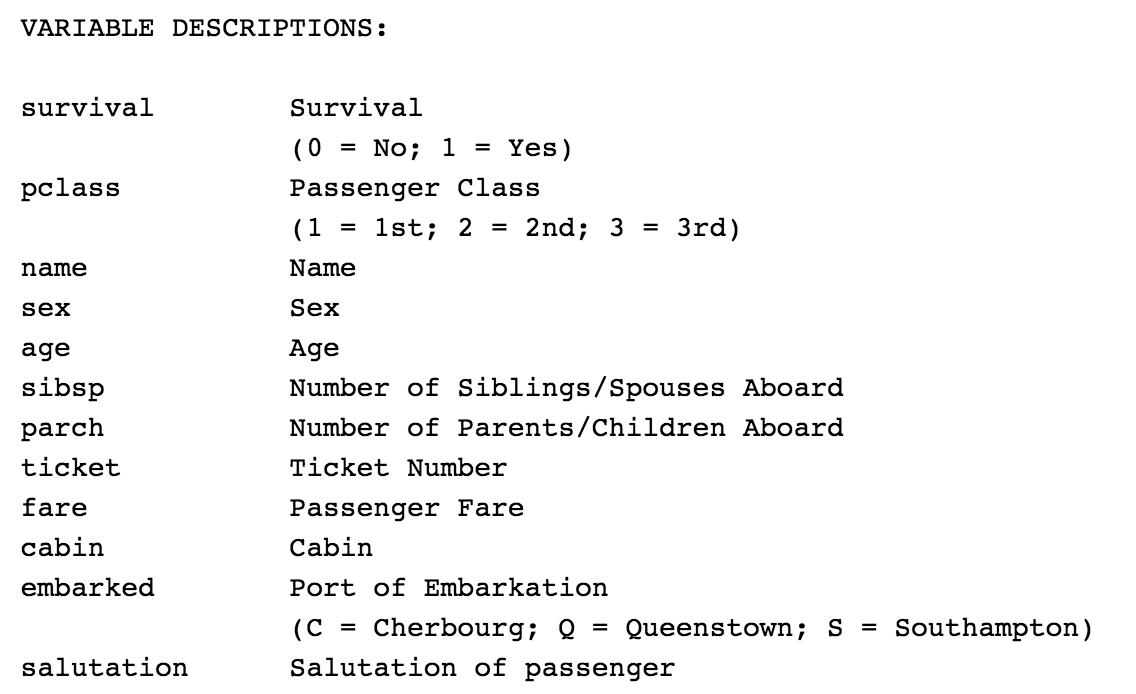 VARIABLE DESCRIPTIONS:
survival Survival
(0 = No; 1 = Yes)
pclass Passenger Class
(1 = 1st; 2 = 2nd; 3 = 3rd)
name Name
sex Sex
age Age
sibsp Number of Siblings/Spouses Aboard
parch Number of Parents/Children Aboard
ticket Ticket Number
fare Passenger Fare
cabin Cabin
embarked Port of Embarkation
(C = Cherbourg; Q = Queenstown; S = Southampton)
salutation Salutation of passenger